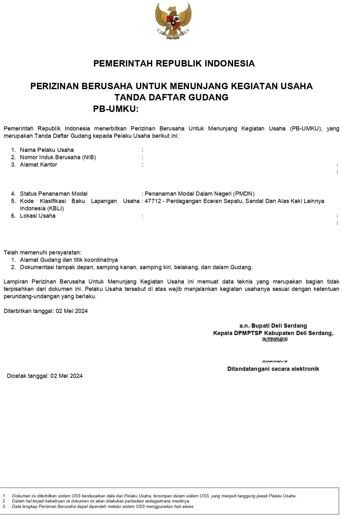 PEMERINTAH REPUBLIK INDONESIA
PERIZINAN BERUSAHA UNTUK MENUNJANG KEGIATAN USAHA
TANDA DAFTAR GUDANG
PB-UMKU:
Pemerintah Republik Indonesia menerbitkan Perizinan Berusaha Untuk Menunjang Kegiatan Usaha (PB-UMKU), yang
merupakan Tanda Daftar Gudang kepada Pelaku Usaha berikut ini:
1. Nama Pelaku Usaha :
2. Nomor Induk Berusaha (NIB) :
3. Alamat Kantor :
4. Status Penanaman Modal : Penanaman Modal Dalam Negeri (PMDN)
5. Kode Klasifikasi Baku Lapangan Usaha : 47712 - Perdagangan Eceran Sepatu, Sandal Dan Alas Kaki Lainnya
Indonesia (KBLI)
6. Lokasi Usaha :
Telah memenuhi persyaratan:
1. Alamat Gudang dan titik koordinatnya
2. Dokumentasi tampak depan, samping kanan, samping kiri, belakang, dan dalam Gudang.
Lampiran Perizinan Berusaha Untuk Menunjang Kegiatan Usaha ini memuat data teknis yang merupakan bagian tidak
terpisahkan dari dokumen ini. Pelaku Usaha tersebut di atas wajib menjalankan kegiatan usahanya sesuai dengan ketentuan
perundang-undangan yang berlaku.
Diterbitkan tanggal: 02 Mei 2024
a.n. Bupati Deli Serdang
Kepala DPMPTSP Kabupaten Deli Serdang,
Ditandatangani secara elektronik
Dicetak tanggal: 02 Mei 2024
1. Dokumen ini diterbitkan sistem OSS berdasarkan data dari Pelaku Usaha, tersimpan dalam sistem OSS, yang menjadi tanggung jawab Pelaku Usaha.
2. Dalam hal terjadi kekeliruan isi dokumen ini akan dilakukan perbaikan sebagaimana mestinya.
3. Data lengkap Perizinan Berusaha dapat diperoleh melalui sistem OSS menggunakan hak akses.